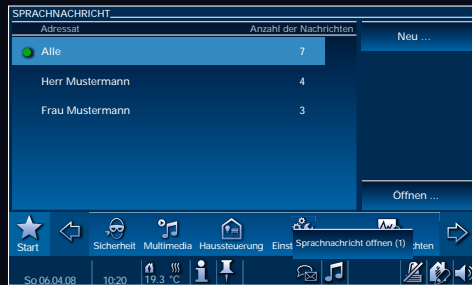 SPRACHNACHRICHT
Adressat Anzahl der Nachrichten
Neu ...
Alle 7
Herr Mustermann 4
Frau Mustermann 3
Öffnen ...
Start
Sicherheit Multimedia Haussteuerung Einst
Sprachnachricht öffnen (1)
chten
So 06.04.08 10:20 19.3 °C